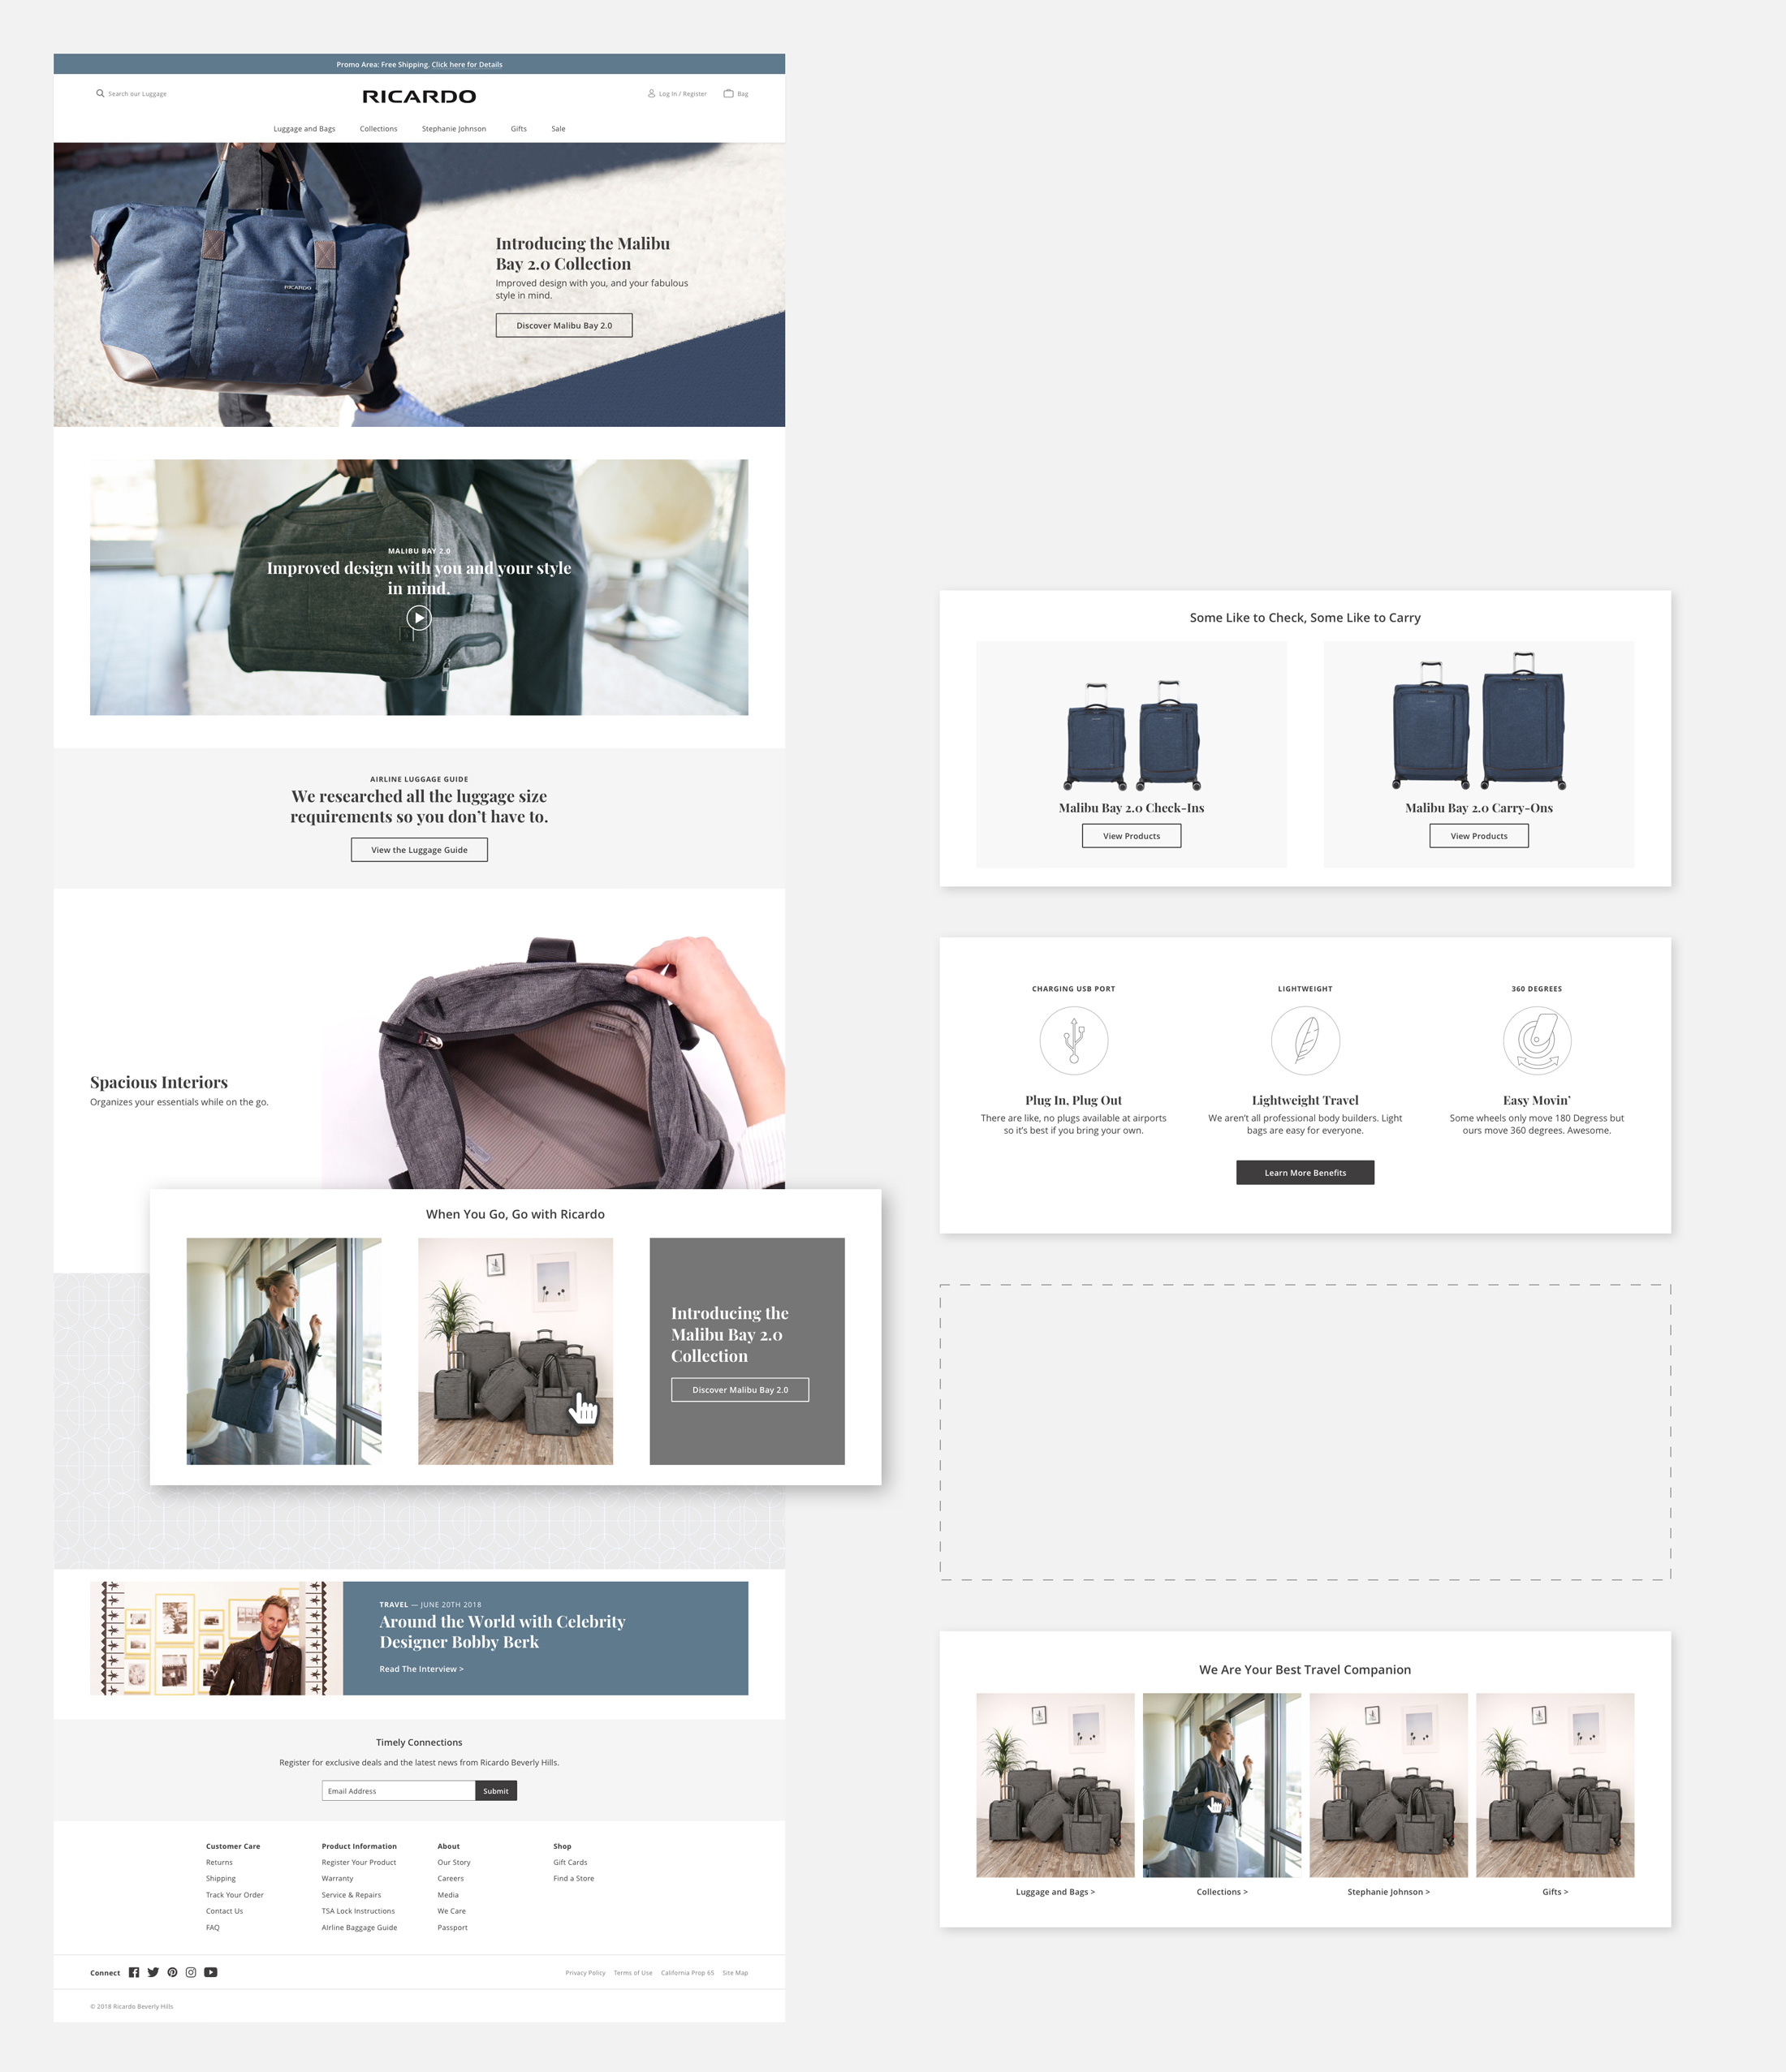 Promo Area: Free Shipping. Click here for Details
Search our Luggage
RICARDO
Log In / Register
Bag
Luggage and Bags
Collections
Stephanie Johnson
Gifts
Sale
RICARDO
Introducing the Malibu
Bay 2.0 Collection
Improved design with you, and your fabulous
style in mind.
Discover Malibu Bay 2.0
MALIBU BAY 2.0
Improved design with you and your style
in mind.
AIRLINE LUGGAGE GUIDE
We researched all the luggage size
requirements so you don’t have to.
View the Luggage Guide
Spacious Interiors
Organizes your essentials while on the go.
When You Go, Go with Ricardo
Introducing the
Malibu Bay 2.0
Collection
Discover Malibu Bay 2.0
TRAVEL — JUNE 20TH 2018
Around the World with Celebrity
Designer Bobby Berk
Read The Interview >
Timely Connections
Register for exclusive deals and the latest news from Ricardo Beverly Hills.
Email Address
Submit
Customer Care
Returns
Shipping
Track Your Order
Contact Us
FAQ
Product Information
Register Your Product
Warranty
Service & Repairs
TSA Lock Instructions
Airline Baggage Guide
About
Our Story
Careers
Media
We Care
Passport
Shop
Gift Cards
Find a Store
Connect
Privacy Policy
Terms of Use
California Prop 65
Site Map
© 2018 Ricardo Beverly Hills
Some Like to Check, Some Like to Carry
Malibu Bay 2.0 Check-Ins
View Products
Malibu Bay 2.0 Carry-Ons
View Products
CHARGING USB PORT
Plug In, Plug Out
There are like, no plugs available at airports
so it’s best if you bring your own.
LIGHTWEIGHT
Lightweight Travel
We aren’t all professional body builders. Light
bags are easy for everyone.
360 DEGREES
Easy Movin’
Some wheels only move 180 Degress but
ours move 360 degrees. Awesome.
Learn More Benefits
We Are Your Best Travel Companion
Luggage and Bags >
Collections >
Stephanie Johnson >
Gifts >